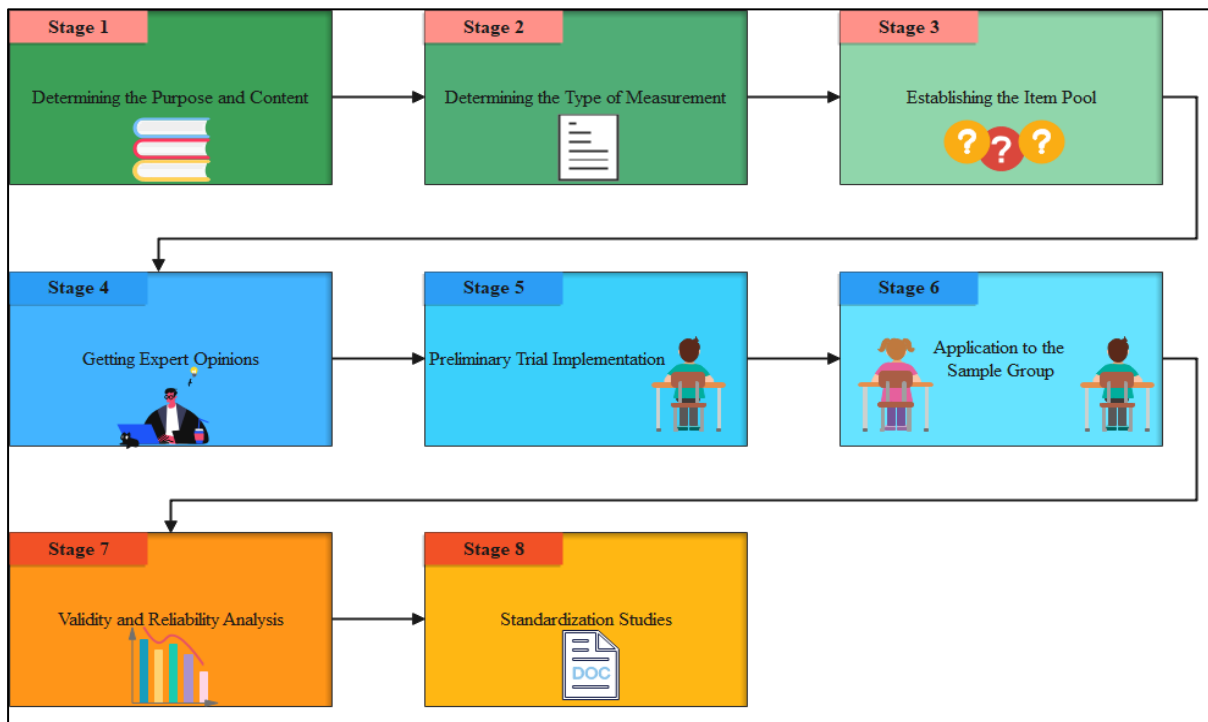 Stage 1
Determining the Purpose and Content
Stage 2
Determining the Type of Measurement
Stage 3
Establishing the Item Pool
? ? ?
Stage 4
Getting Expert Opinions
Stage 5
Preliminary Trial Implementation
Stage 6
Application to the
Sample Group
Stage 7
Validity and Reliability Analysis
Stage 8
Standardization Studies
DOC